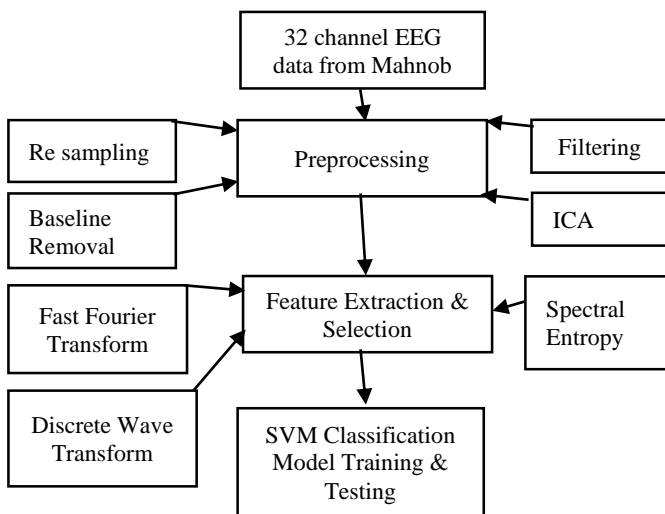 32 channel EEG
data from Mahnob
Re sampling
Preprocessing
Filtering
Baseline
Removal
ICA
Fast Fourier
Transform
Feature Extraction &
Selection
Spectral
Entropy
Discrete Wave
Transform
SVM Classification
Model Training &
Testing